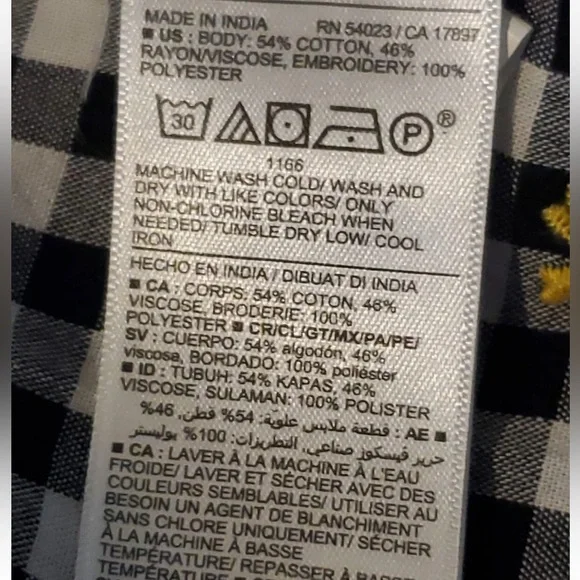 MADE IN INDIA RN 54023 / CA 17897
■ US : BODY: 54% COTTON, 46%
RAYON/VISCOSE, EMBROIDERY: 100%
POLYESTER
30 P ®
1166
MACHINE WASH COLD/ WASH AND
DRY WITH LIKE COLORS/ ONLY
NON-CHLORINE BLEACH WHEN
NEEDED/ TUMBLE DRY LOW/ COOL
IRON
HECHO EN INDIA / DIBUAT DI INDIA
■ CA : CORPS: 54% COTON, 46%
VISCOSE, BRODERIE: 100%
POLYESTER ■ CR/CL/GT/MX/PA/PE/
SV : CUERPO: 54% algodón, 46%
viscosa, BORDADO: 100% poliéster
■ ID : TUBUH: 54% KAPAS, 46%
VISCOSE, SULAMAN: 100% POLISTER
■ AE : قطعة ملابس علوية: 54% قطن, 46%
حرير فيسكوز صناعي, التطريزات: 100% بوليستر
■ CA : LAVER À LA MACHINE À L'EAU
FROIDE/ LAVER ET SÉCHER AVEC DES
COULEURS SEMBLABLES/ UTILISER AU
BESOIN UN AGENT DE BLANCHIMENT
SANS CHLORE UNIQUEMENT/ SÉCHER
À LA MACHINE À BASSE
TEMPÉRATURE/ REPASSER À BASSE
TEMPÉRATURE ■